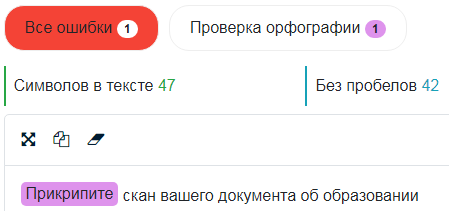 Все ошибки 1 Проверка орфографии 1
Символов в тексте 47 Без пробелов 42
Прикрипите скан вашего документа об образовании